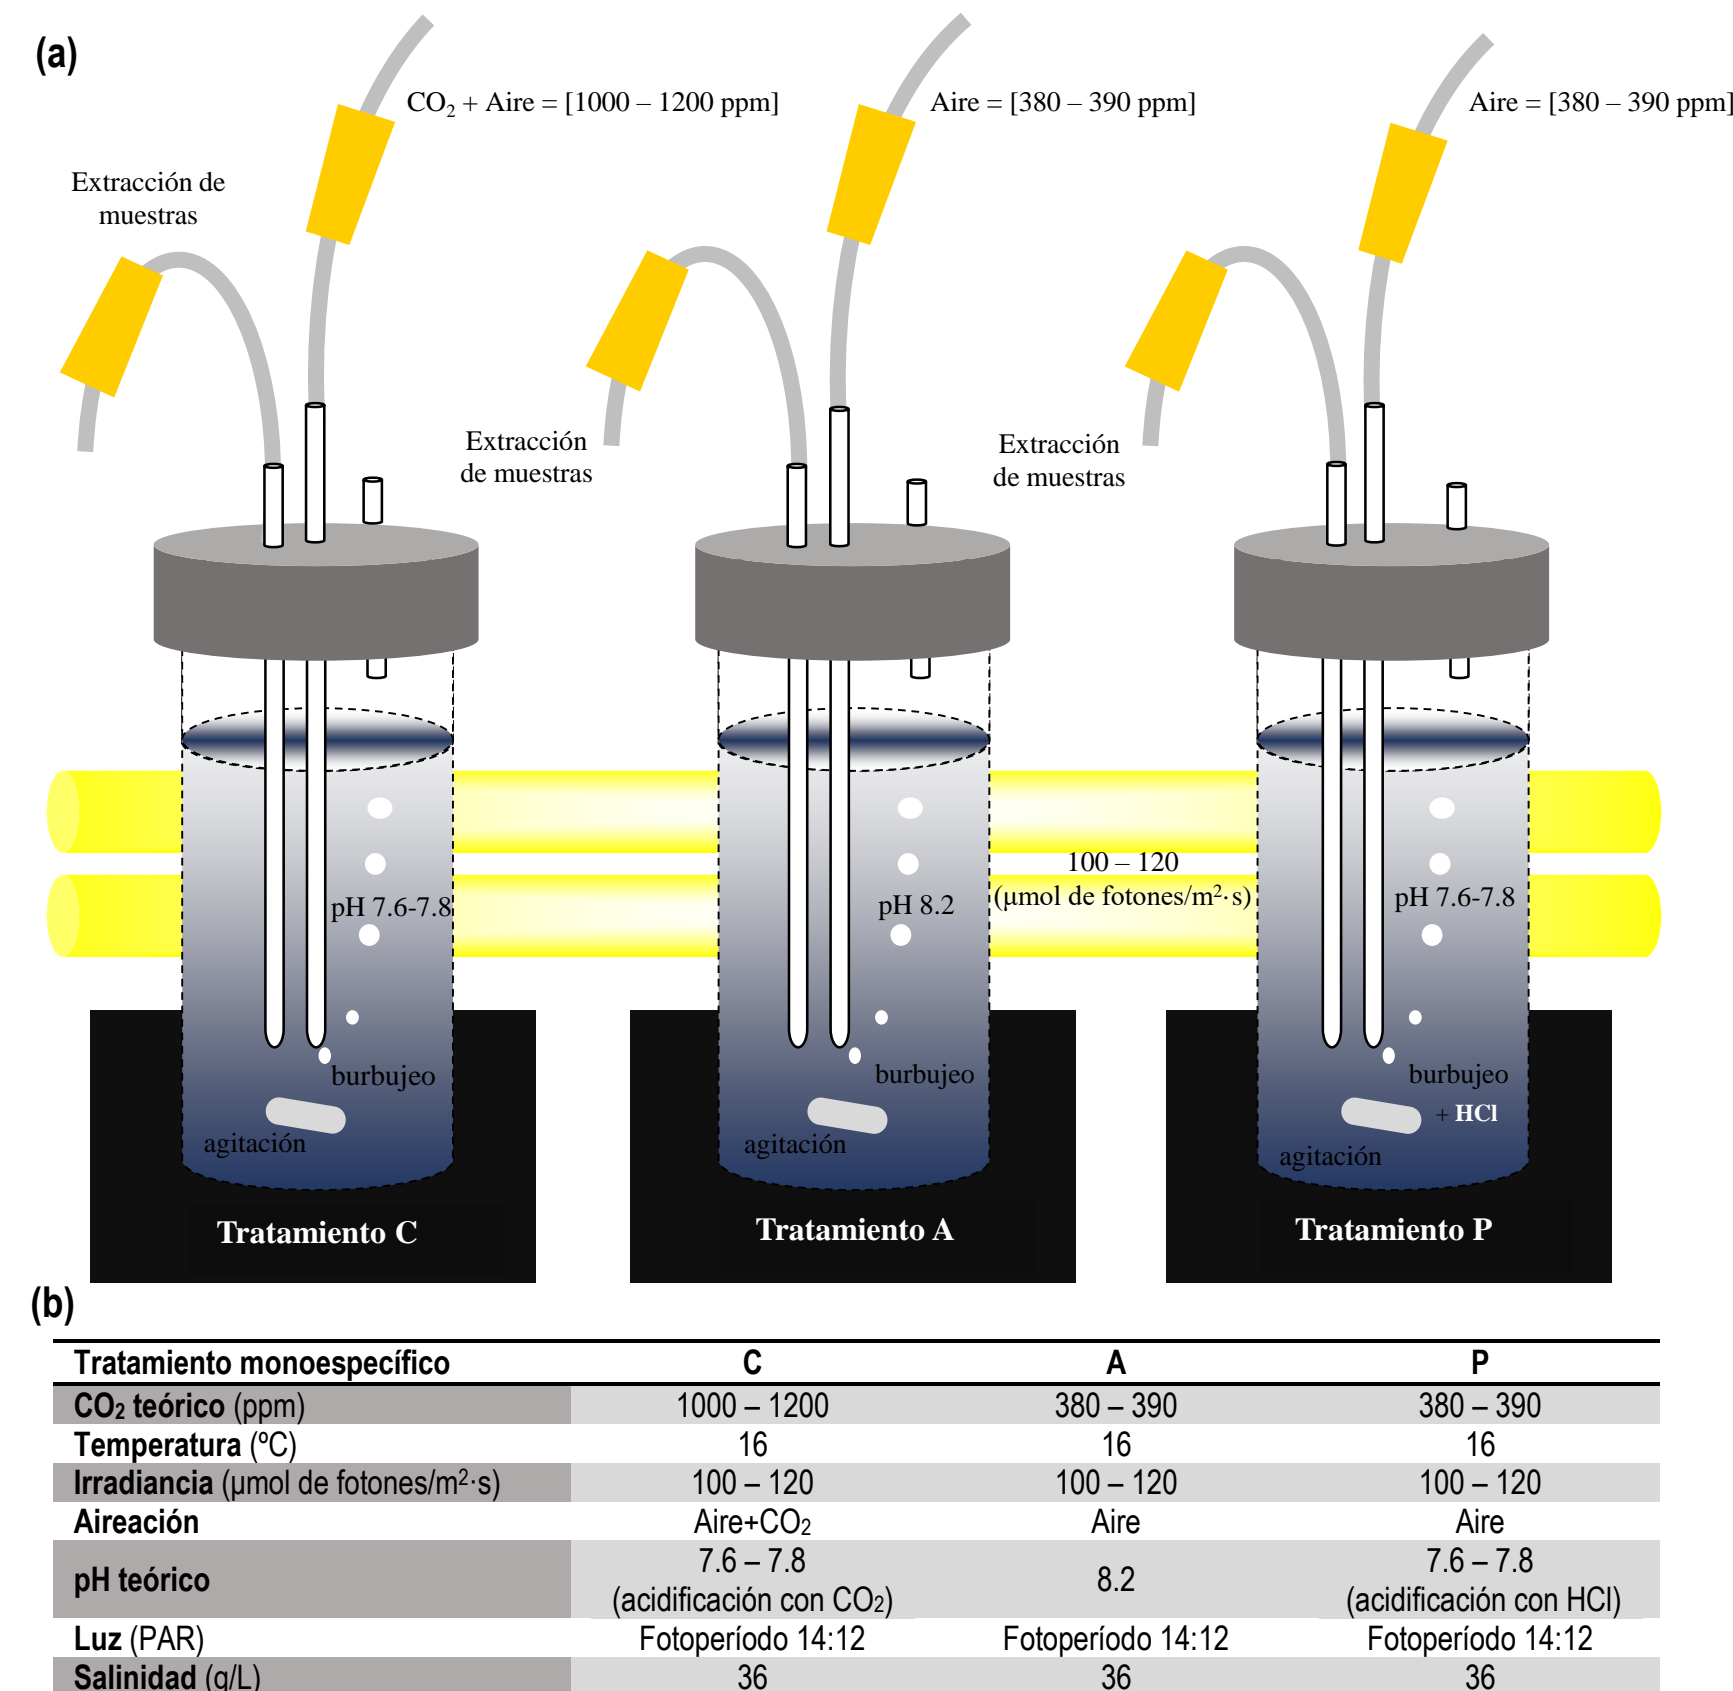 (a)
CO₂ + Aire = [1000 – 1200 ppm]
Aire = [380 – 390 ppm]
Aire = [380 – 390 ppm]
Extracción de
muestras
Extracción
de muestras
Extracción
de muestras
100 – 120
(µmol de fotones/m²·s)
pH 7.6-7.8
pH 8.2
pH 7.6-7.8
burbujeo
burbujeo
burbujeo
+ HCl
agitación
agitación
agitación
Tratamiento C
Tratamiento A
Tratamiento P
(b)
Tratamiento monoespecífico C A P
CO₂ teórico (ppm) 1000 – 1200 380 – 390 380 – 390
Temperatura (ºC) 16 16 16
Irradiancia (µmol de fotones/m²·s) 100 – 120 100 – 120 100 – 120
Aireación Aire+CO₂ Aire Aire
pH teórico 7.6 – 7.8 (acidificación con CO₂) 8.2 7.6 – 7.8 (acidificación con HCl)
Luz (PAR) Fotoperíodo 14:12 Fotoperíodo 14:12 Fotoperíodo 14:12
Salinidad (g/L) 36 36 36